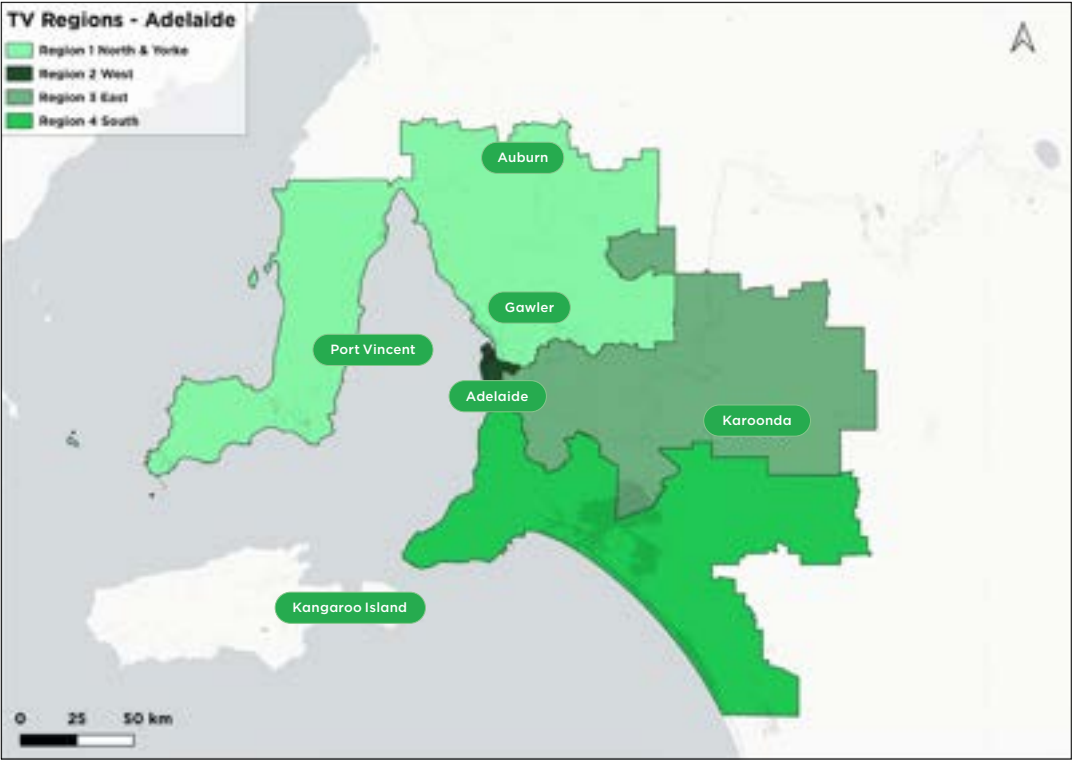 TV Regions - Adelaide
Region 1 North & Yorke
Region 2 West
Region 3 East
Region 4 South
Auburn
Gawler
Port Vincent
Adelaide
Karoonda
Kangaroo Island
0 25 50 km